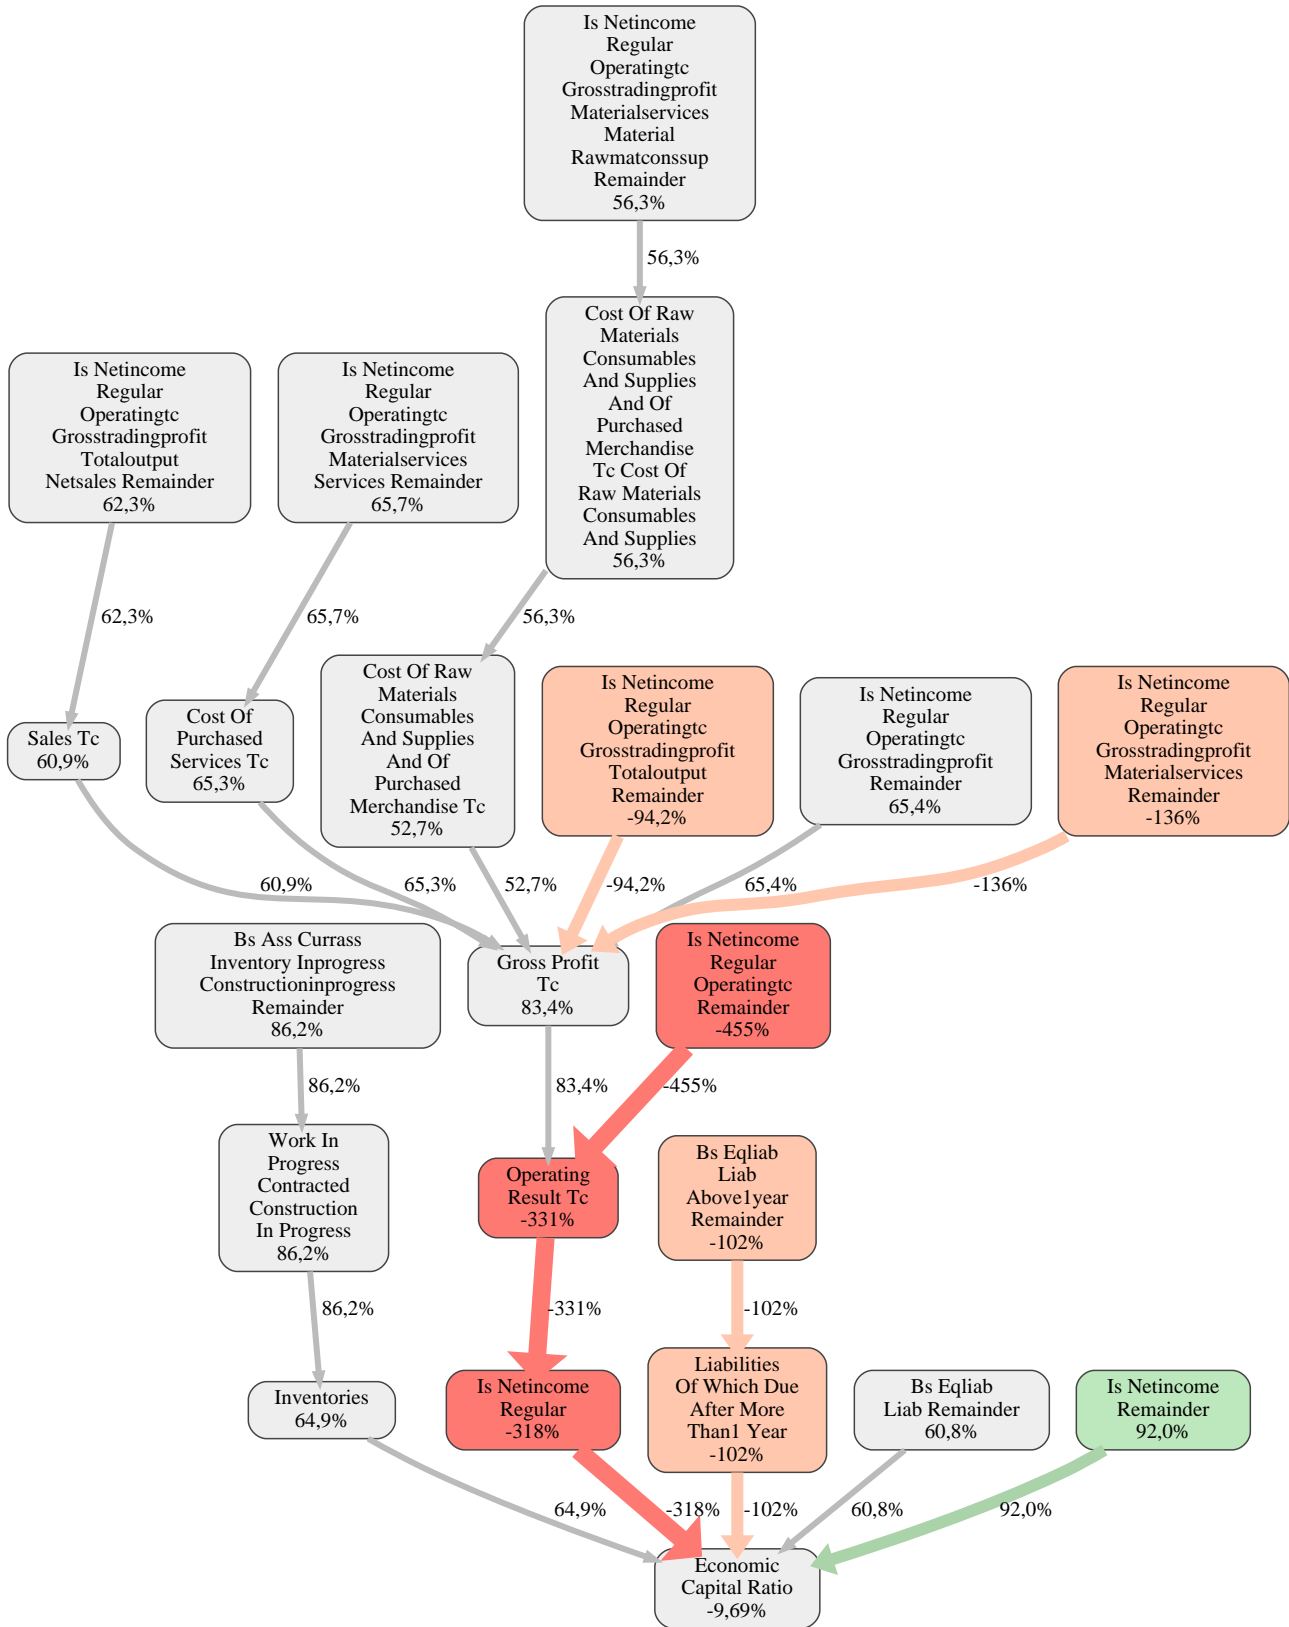 Is Netincome
Regular
Operatingtc
Grosstradingprofit
Materialservices
Material
Rawmatconssup
Remainder
56,3%
56,3%
Cost Of Raw
Materials
Consumables
And Supplies
And Of
Purchased
Merchandise
Tc Cost Of
Raw Materials
Consumables
And Supplies
56,3%
Is Netincome
Regular
Operatingtc
Grosstradingprofit
Totaloutput
Netsales Remainder
62,3%
Is Netincome
Regular
Operatingtc
Grosstradingprofit
Materialservices
Services Remainder
65,7%
62,3%
65,7%
56,3%
Sales Tc
60,9%
Cost Of
Purchased
Services Tc
65,3%
Cost Of Raw
Materials
Consumables
And Supplies
And Of
Purchased
Merchandise Tc
52,7%
Is Netincome
Regular
Operatingtc
Grosstradingprofit
Totaloutput
Remainder
-94,2%
Is Netincome
Regular
Operatingtc
Grosstradingprofit
Remainder
65,4%
Is Netincome
Regular
Operatingtc
Grosstradingprofit
Materialservices
Remainder
-136%
60,9%
65,3%
52,7%
-94,2%
65,4%
-136%
Bs Ass Currass
Inventory Inprogress
Constructioninprogress
Remainder
86,2%
Gross Profit
Tc
83,4%
Is Netincome
Regular
Operatingtc
Remainder
-455%
86,2%
83,4%
-455%
Work In
Progress
Contracted
Construction
In Progress
86,2%
Operating
Result Tc
-331%
Bs Eqliab
Liab
Above1year
Remainder
-102%
86,2%
-331%
-102%
Inventories
64,9%
Is Netincome
Regular
-318%
Liabilities
Of Which Due
After More
Than1 Year
-102%
Bs Eqliab
Liab Remainder
60,8%
Is Netincome
Remainder
92,0%
64,9%
-318%
-102%
60,8%
92,0%
Economic
Capital Ratio
-9,69%